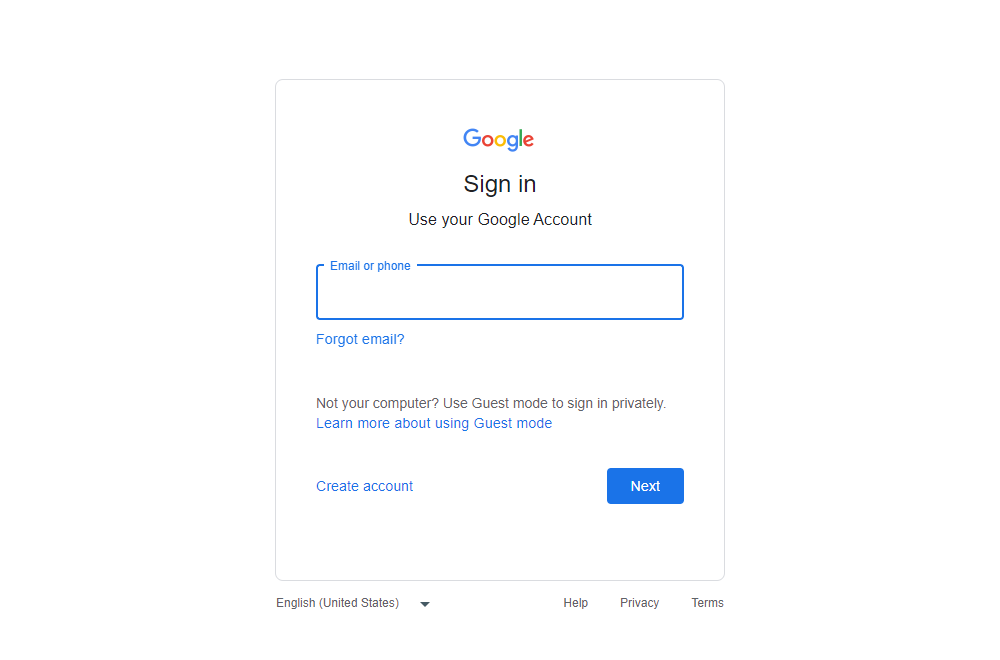 Google
Sign in
Use your Google Account
Email or phone
Forgot email?
Not your computer? Use Guest mode to sign in privately.
Learn more about using Guest mode
Create account
Next
English (United States)
Help
Privacy
Terms